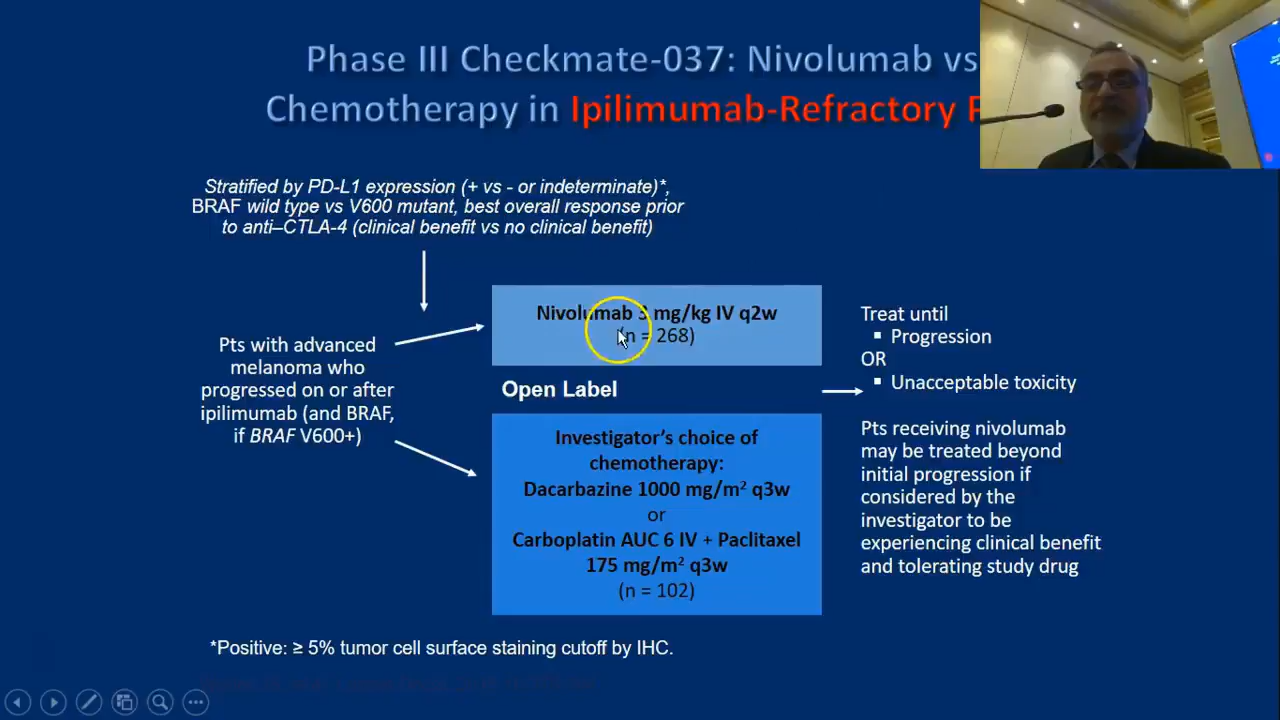 Phase III Checkmate-037: Nivolumab vs
Chemotherapy in Ipilimumab-Refractory
Stratified by PD-L1 expression (+ vs - or indeterminate)*,
BRAF wild type vs V600 mutant, best overall response prior
to anti–CTLA-4 (clinical benefit vs no clinical benefit)
Pts with advanced
melanoma who
progressed on or after
ipilimumab (and BRAF,
if BRAF V600+)
Nivolumab 3 mg/kg IV q2w
(n = 268)
Open Label
Investigator’s choice of
chemotherapy:
Dacarbazine 1000 mg/m² q3w
or
Carboplatin AUC 6 IV + Paclitaxel
175 mg/m² q3w
(n = 102)
Treat until
▪ Progression
OR
▪ Unacceptable toxicity
Pts receiving nivolumab
may be treated beyond
initial progression if
considered by the
investigator to be
experiencing clinical benefit
and tolerating study drug
*Positive: ≥ 5% tumor cell surface staining cutoff by IHC.